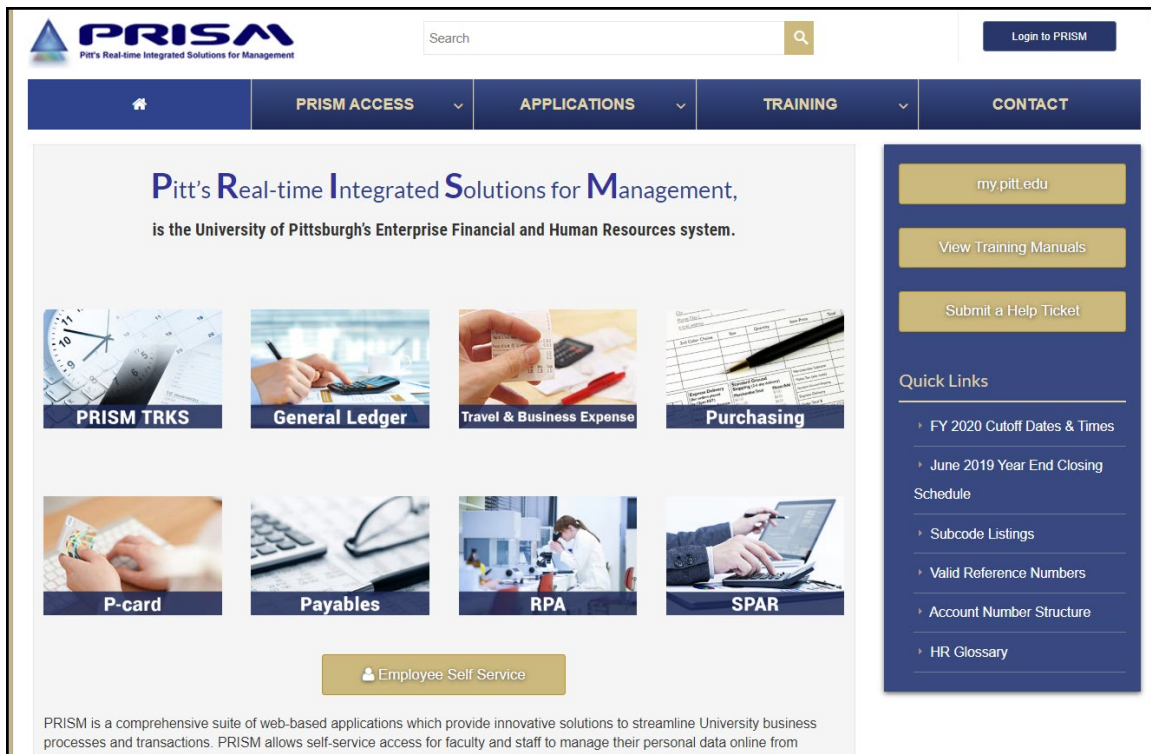 PRISM
Pitt's Real-time Integrated Solutions for Management
Search
Login to PRISM
PRISM ACCESS
APPLICATIONS
TRAINING
CONTACT
Pitt's Real-time Integrated Solutions for Management,
is the University of Pittsburgh's Enterprise Financial and Human Resources system.
PRISM TRKS
General Ledger
Travel & Business Expense
Purchasing
P-card
Payables
RPA
SPAR
Employee Self Service
PRISM is a comprehensive suite of web-based applications which provide innovative solutions to streamline University business
processes and transactions. PRISM allows self-service access for faculty and staff to manage their personal data online from
my.pitt.edu
View Training Manuals
Submit a Help Ticket
Quick Links
FY 2020 Cutoff Dates & Times
June 2019 Year End Closing
Schedule
Subcode Listings
Valid Reference Numbers
Account Number Structure
HR Glossary